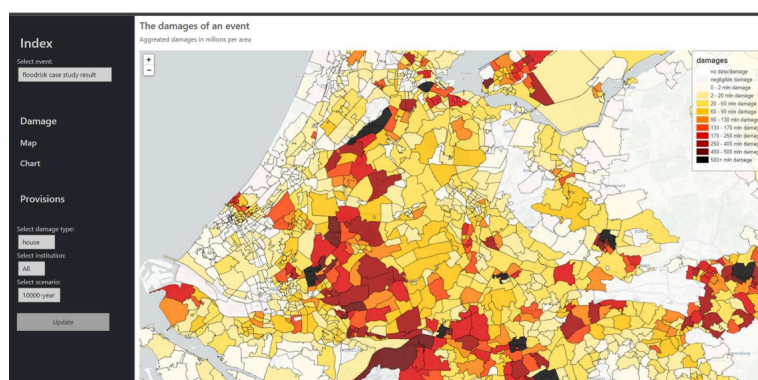 The damages of an event
Aggreated damages in milions per area
Index
Select event:
floodrisk case study result
Damage
Map
Chart
Provisions
Select damage type:
house
Select institution:
All
Select scenario:
10000-year
Update
+
−
damages
no data/damage
negligible damage
0 - 2 mln damage
2 - 20 mln damage
20 - 60 mln damage
60 - 90 mln damage
90 - 130 mln damage
130 - 170 mln damage
170 - 250 mln damage
250 - 400 mln damage
400 - 500 mln damage
500+ mln damage